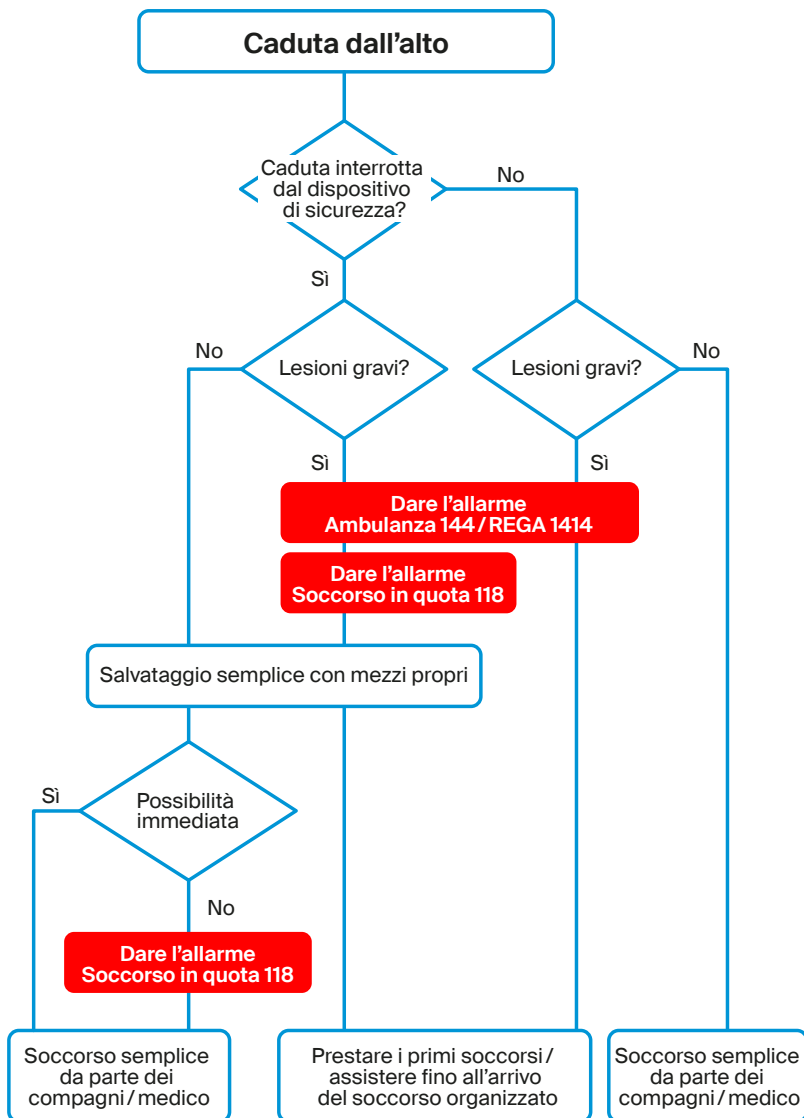 Caduta dall’alto
Caduta interrotta
dal dispositivo
di sicurezza?
No
Sì
No
Lesioni gravi?
Lesioni gravi?
No
Sì
Sì
Dare l’allarme
Ambulanza 144 / REGA 1414
Dare l’allarme
Soccorso in quota 118
Salvataggio semplice con mezzi propri
Sì
Possibilità
immediata
No
Dare l’allarme
Soccorso in quota 118
Soccorso semplice
da parte dei
compagni / medico
Prestare i primi soccorsi /
assistere fino all’arrivo
del soccorso organizzato
Soccorso semplice
da parte dei
compagni / medico